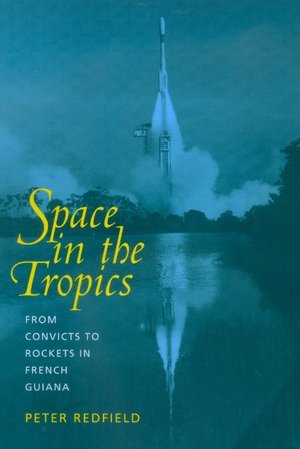 Space
in the
Tropics
FROM
CONVICTS TO
ROCKETS IN
FRENCH
GUIANA
PETER REDFIELD